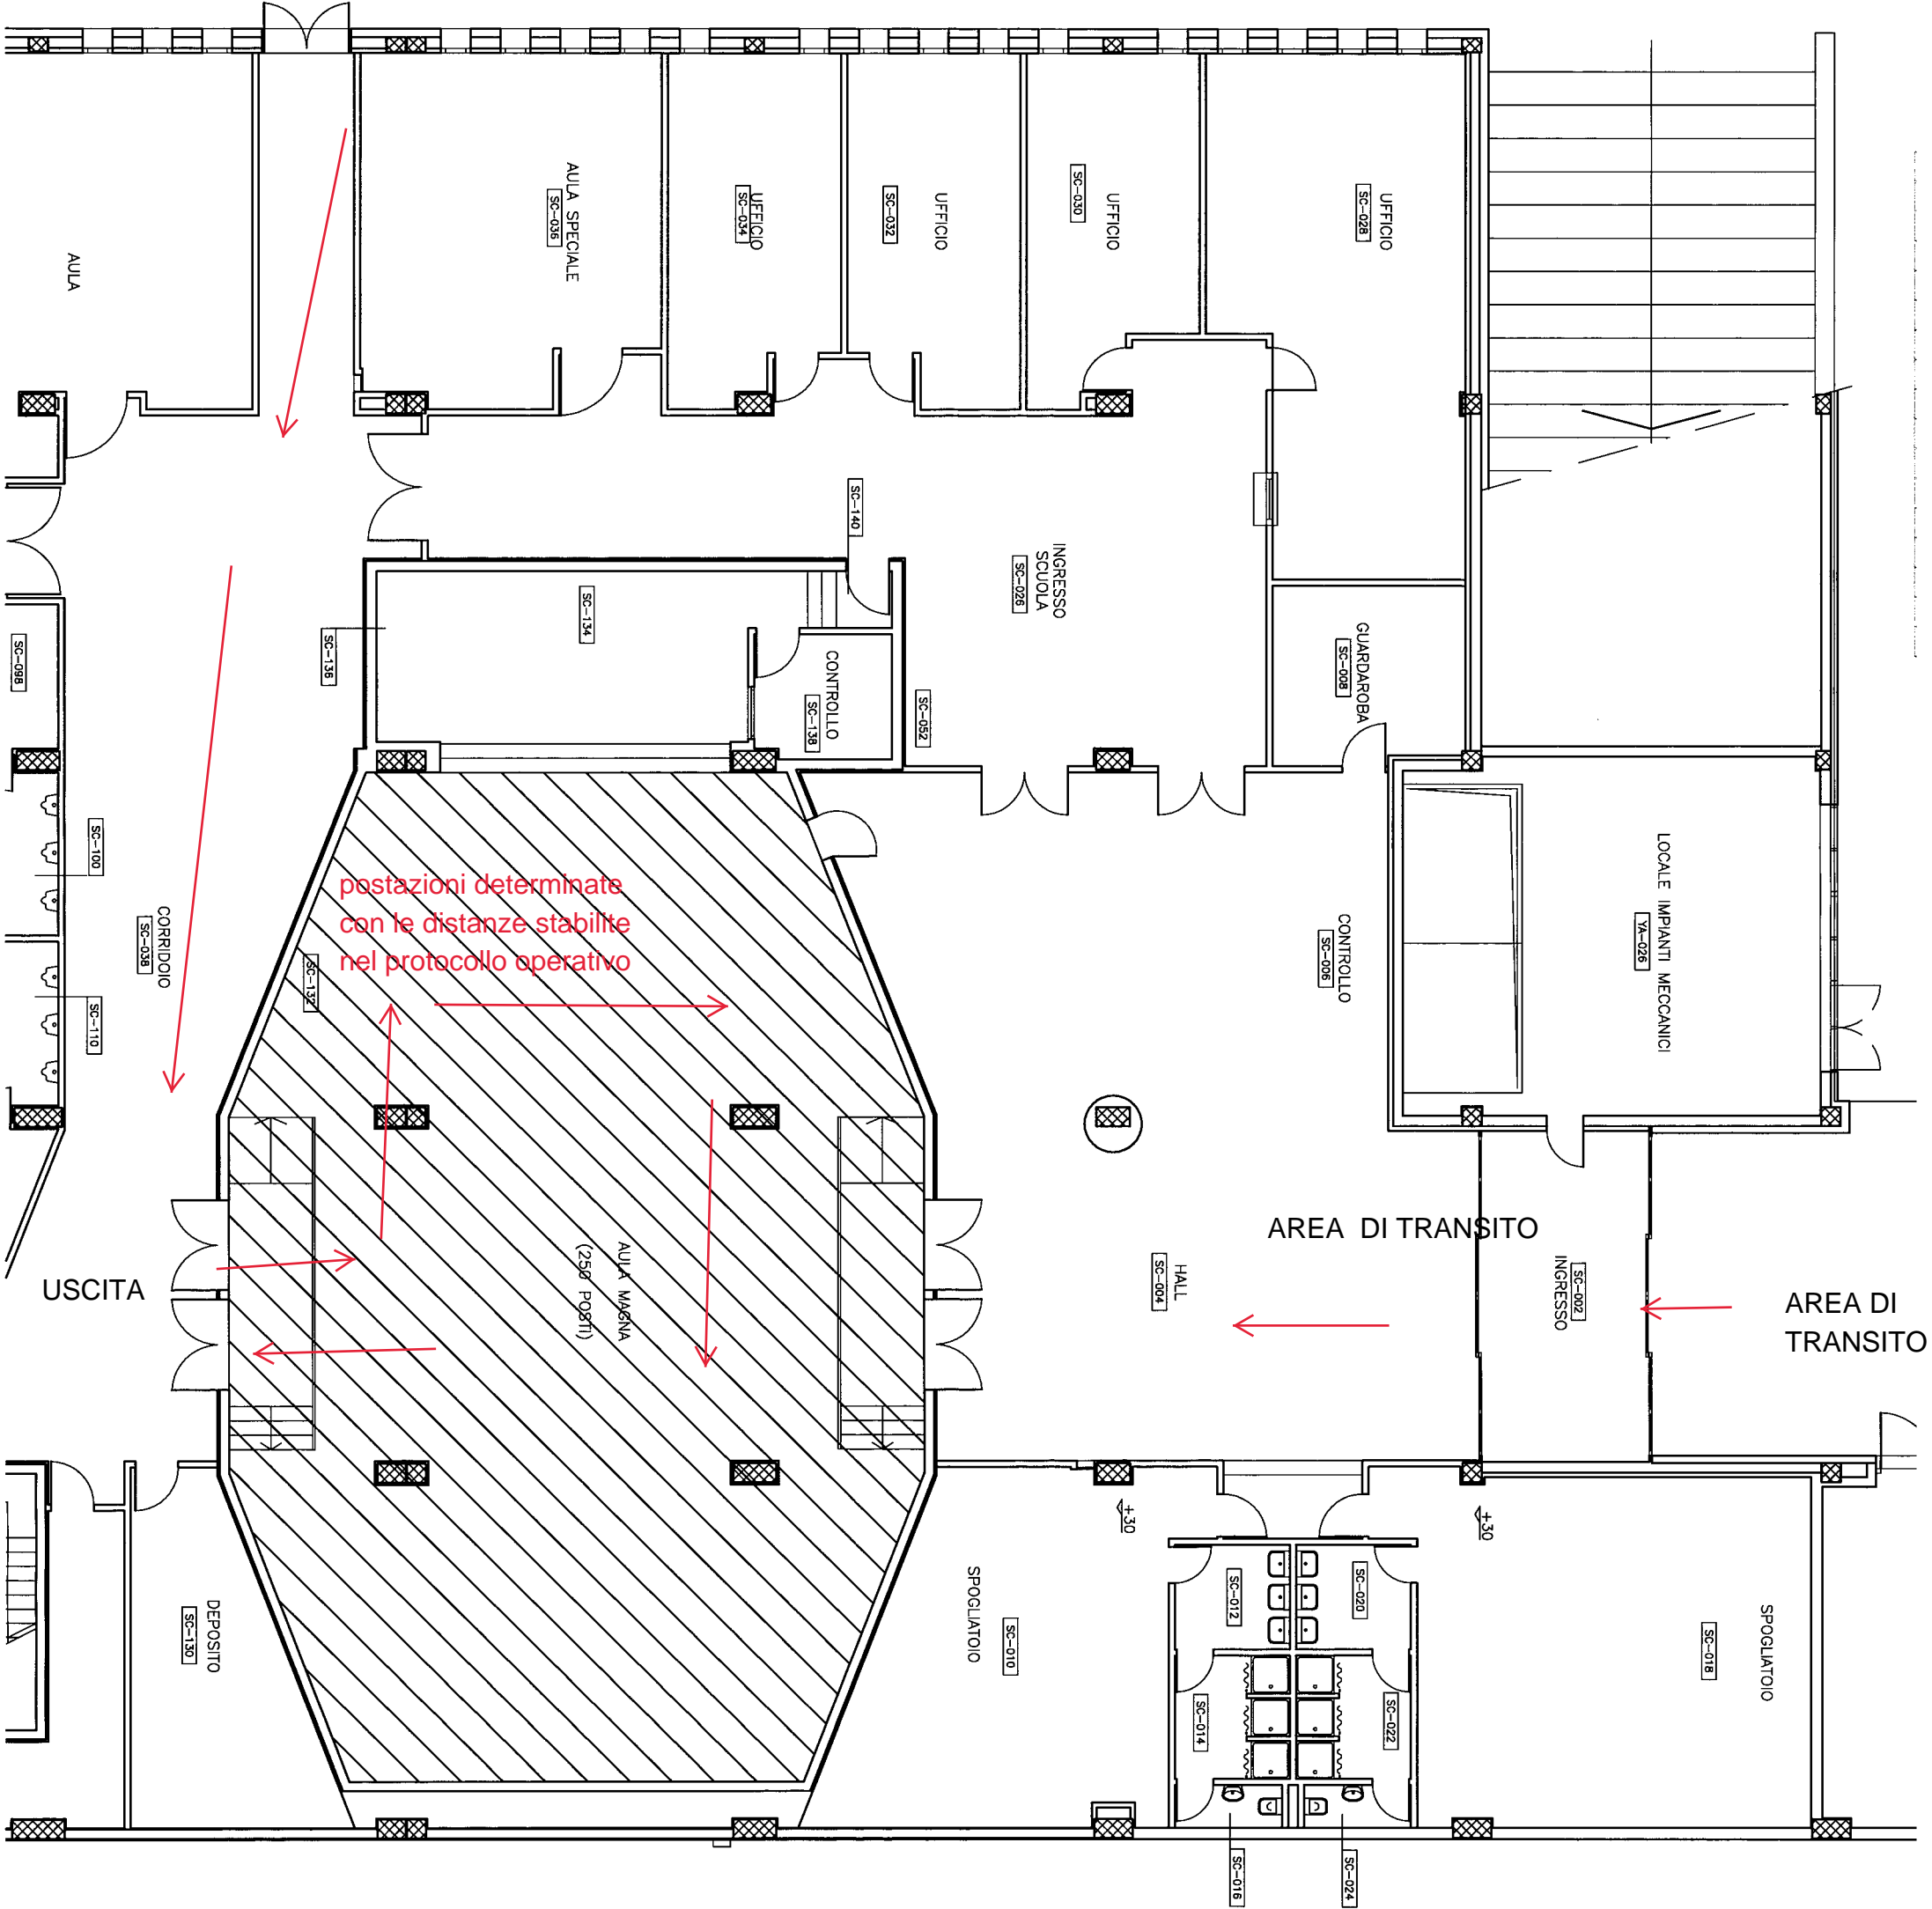 AULA
AULA SPECIALE
SC-036
UFFICIO
SC-034
UFFICIO
SC-032
UFFICIO
SC-030
UFFICIO
SC-028
SC-140
INGRESSO
SCUOLA
SC-026
SC-134
SC-136
CONTROLLO
SC-138
SC-052
GUARDAROBA
SC-008
SC-098
SC-100
SC-110
CORRIDOIO
SC-038
postazioni determinate
con le distanze stabilite
nel protocollo operativo
SC-132
CONTROLLO
SC-006
LOCALE IMPIANTI MECCANICI
YA-026
USCITA
AULA MAGNA
(250 POSTI)
HALL
SC-004
AREA DI TRANSITO
SC-002
INGRESSO
AREA DI
TRANSITO
+30
+30
DEPOSITO
SC-130
SPOGLIATOIO
SC-010
SC-012
SC-020
SC-014
SC-022
SPOGLIATOIO
SC-018
SC-016
SC-024